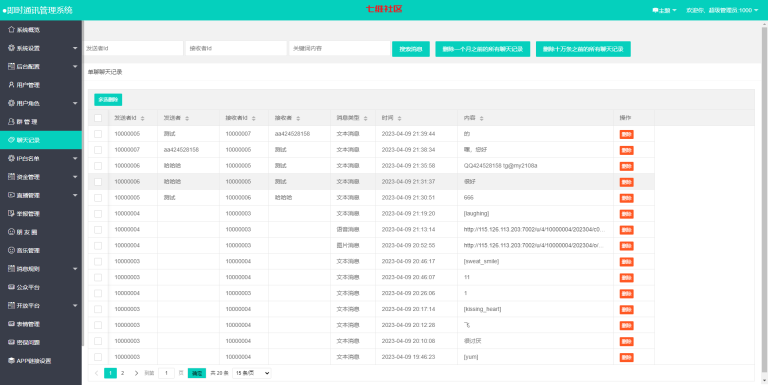 ●即时通讯管理系统
七崽社区
主题
欢迎你, 超级管理员:1000
系统概览
系统设置
后台配置
用户管理
用户角色
群 管 理
聊天记录
IP白名单
资金管理
直播管理
举报管理
朋 友 圈
音乐管理
消息规则
公众平台
开放平台
表情管理
密保问题
APP链接设置
发送者Id
接收者Id
关键词内容
搜索消息
删除一个月之前的所有聊天记录
删除十万条之前的所有聊天记录
单聊聊天记录
多选删除
发送者Id 发送者 接收者Id 接收者 消息类型 时间 内容 操作
10000005 测试 10000007 aa424528156 文本消息 2023-04-09 21:39:44 的 删除
10000007 aa424528156 10000005 测试 文本消息 2023-04-09 21:38:34 嘿，您好 删除
10000006 哈哈哈 10000005 测试 文本消息 2023-04-09 21:35:58 QQ424528156 tg@my2108a 删除
10000006 哈哈哈 10000005 测试 文本消息 2023-04-09 21:31:37 很好 删除
10000005 测试 10000006 哈哈哈 文本消息 2023-04-09 21:30:51 666 删除
10000004 10000003 文本消息 2023-04-09 21:19:20 [laughing] 删除
10000004 10000003 语音消息 2023-04-09 21:13:14 http://115.126.113.203:7002/u/4/10000004/202304/c0... 删除
10000004 10000003 图片消息 2023-04-09 20:52:55 http://115.126.113.203:7002/u/4/10000004/202304/o/... 删除
10000003 10000004 文本消息 2023-04-09 20:46:17 [sweat_smile] 删除
10000003 10000004 文本消息 2023-04-09 20:46:07 11 删除
10000004 10000003 文本消息 2023-04-09 20:26:06 1 删除
10000003 10000004 文本消息 2023-04-09 20:17:14 [kissing_heart] 删除
10000003 10000004 文本消息 2023-04-09 20:12:28 飞 删除
10000003 10000004 文本消息 2023-04-09 20:10:08 很讨厌 删除
10000003 10000004 文本消息 2023-04-09 19:46:23 [yum] 删除
1 2 到第 1 页 确定 共 20 条 15 条/页